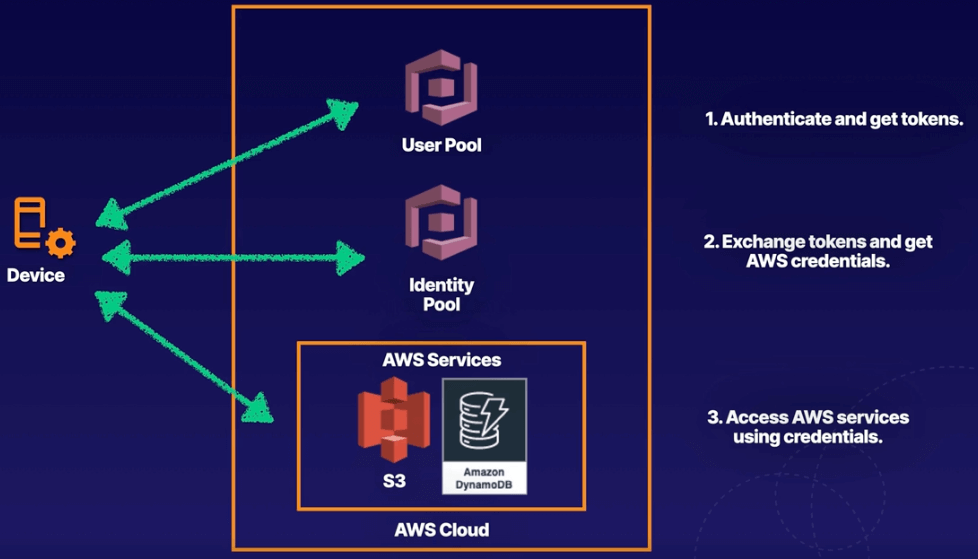 User Pool
1. Authenticate and get tokens.
Device
Identity
Pool
2. Exchange tokens and get
AWS credentials.
AWS Services
S3
Amazon
DynamoDB
3. Access AWS services
using credentials.
AWS Cloud